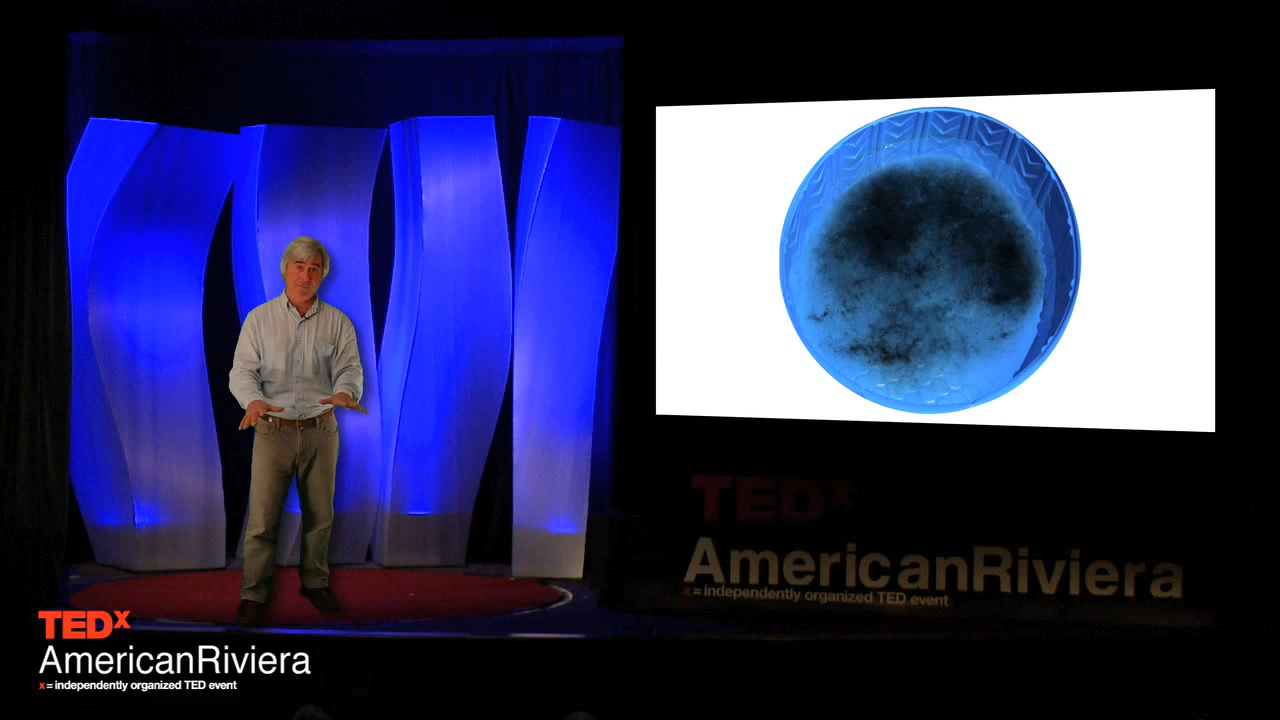 TEDx
AmericanRiviera
x = independently organized TED event
TEDx
AmericanRiviera
x = independently organized TED event